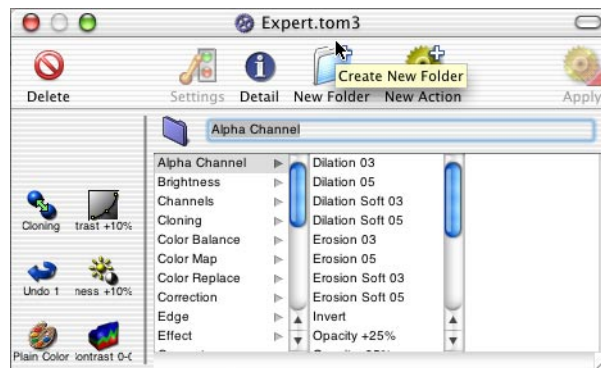 Expert.tom3
Delete
Settings
Detail
New Folder
New Action
Apply
Create New Folder
Alpha Channel
Cloning
trast +10%
Undo 1
ness +10%
Plain Color
Alpha Channel
Brightness
Channels
Cloning
Color Balance
Color Map
Color Replace
Correction
Edge
Effect
Dilation 03
Dilation 05
Dilation Soft 03
Dilation Soft 05
Erosion 03
Erosion 05
Erosion Soft 03
Erosion Soft 05
Invert
Opacity +25%